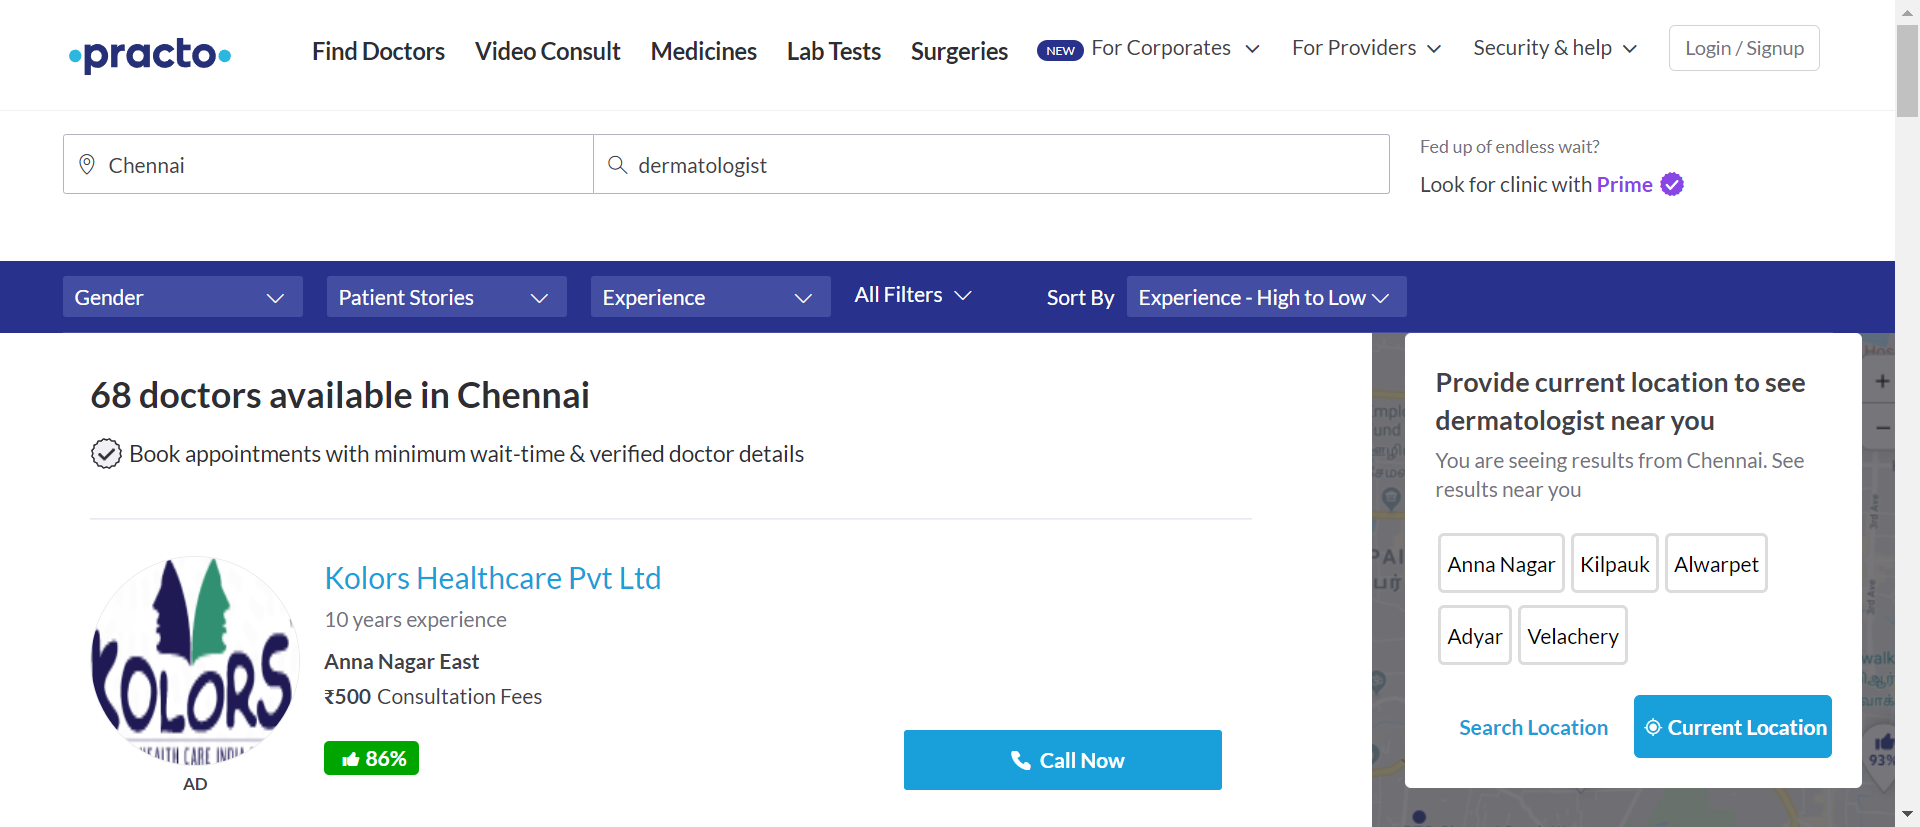 practo
Find Doctors
Video Consult
Medicines
Lab Tests
Surgeries
NEW
For Corporates
For Providers
Security & help
Login / Signup
Chennai
dermatologist
Fed up of endless wait?
Look for clinic with Prime
Gender
Patient Stories
Experience
All Filters
Sort By
Experience - High to Low
68 doctors available in Chennai
Book appointments with minimum wait-time & verified doctor details
KOLORS
AD
Kolors Healthcare Pvt Ltd
10 years experience
Anna Nagar East
₹500 Consultation Fees
86%
Call Now
Provide current location to see
dermatologist near you
You are seeing results from Chennai. See
results near you
Anna Nagar
Kilpauk
Alwarpet
Adyar
Velachery
Search Location
Current Location
3rd Ave
3rd Ave
93%